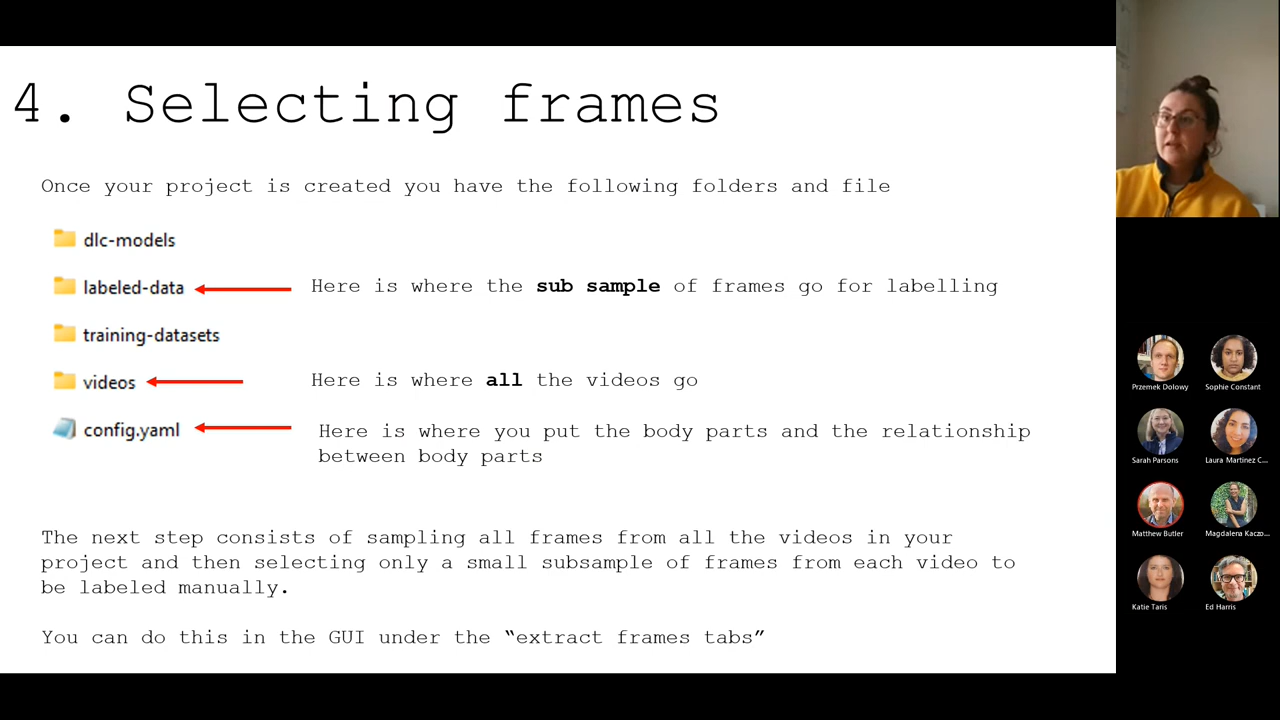 4. Selecting frames
Once your project is created you have the following folders and file
dlc-models
labeled-data
Here is where the sub sample of frames go for labelling
training-datasets
videos
Here is where all the videos go
config.yaml
Here is where you put the body parts and the relationship
between body parts
The next step consists of sampling all frames from all the videos in your
project and then selecting only a small subsample of frames from each video to
be labeled manually.
You can do this in the GUI under the “extract frames tabs”
Przemek Dolowy
Sophie Constant
Sarah Parsons
Laura Martinez C...
Matthew Butler
Magdalena Kaczo...
Katie Taris
Ed Harris